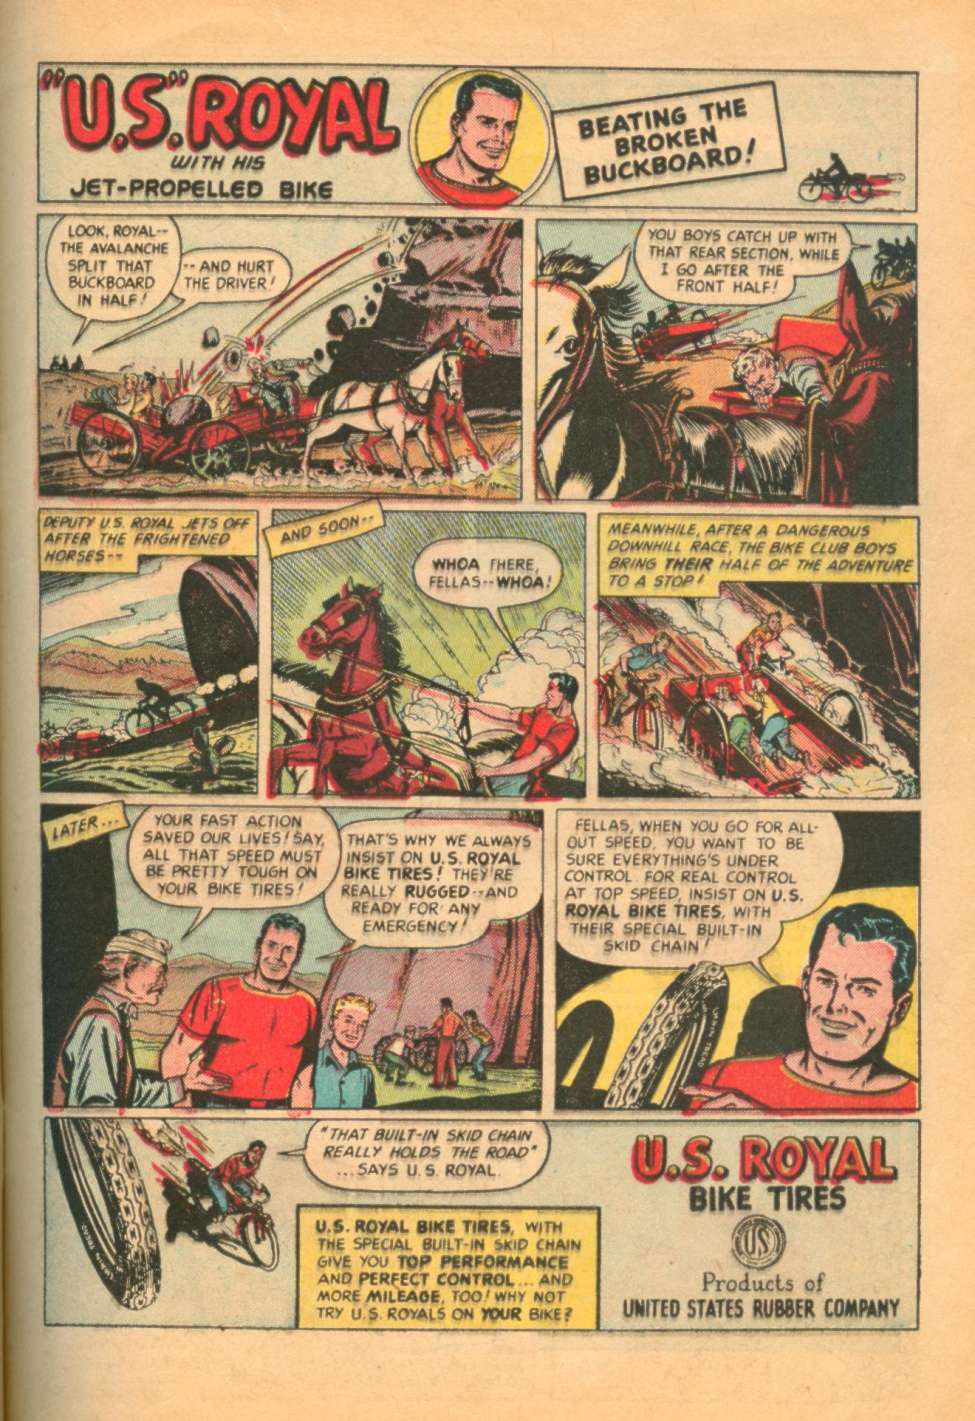 "U.S." ROYAL
WITH HIS
JET-PROPELLED BIKE
BEATING THE
BROKEN
BUCKBOARD!
LOOK, ROYAL--
THE AVALANCHE
SPLIT THAT
BUCKBOARD
IN HALF!
--AND HURT
THE DRIVER!
YOU BOYS CATCH UP WITH
THAT REAR SECTION, WHILE
I GO AFTER THE
FRONT HALF!
DEPUTY U.S. ROYAL JETS OFF
AFTER THE FRIGHTENED
HORSES--
AND SOON--
WHOA THERE,
FELLAS--WHOA!
MEANWHILE, AFTER A DANGEROUS
DOWNHILL RACE, THE BIKE CLUB BOYS
BRING THEIR HALF OF THE ADVENTURE
TO A STOP!
LATER...
YOUR FAST ACTION
SAVED OUR LIVES! SAY,
ALL THAT SPEED MUST
BE PRETTY TOUGH ON
YOUR BIKE TIRES!
THAT'S WHY WE ALWAYS
INSIST ON U.S. ROYAL
BIKE TIRES! THEY'RE
REALLY RUGGED--AND
READY FOR ANY
EMERGENCY!
FELLAS, WHEN YOU GO FOR ALL-
OUT SPEED, YOU WANT TO BE
SURE EVERYTHING'S UNDER
CONTROL. FOR REAL CONTROL
AT TOP SPEED, INSIST ON U.S.
ROYAL BIKE TIRES, WITH
THEIR SPECIAL BUILT-IN
SKID CHAIN!
"THAT BUILT-IN SKID CHAIN
REALLY HOLDS THE ROAD"
...SAYS U.S. ROYAL.
U.S. ROYAL BIKE TIRES, WITH
THE SPECIAL BUILT-IN SKID CHAIN
GIVE YOU TOP PERFORMANCE
AND PERFECT CONTROL... AND
MORE MILEAGE, TOO! WHY NOT
TRY U.S. ROYALS ON YOUR BIKE?
U.S. ROYAL
BIKE TIRES
US
Products of
UNITED STATES RUBBER COMPANY